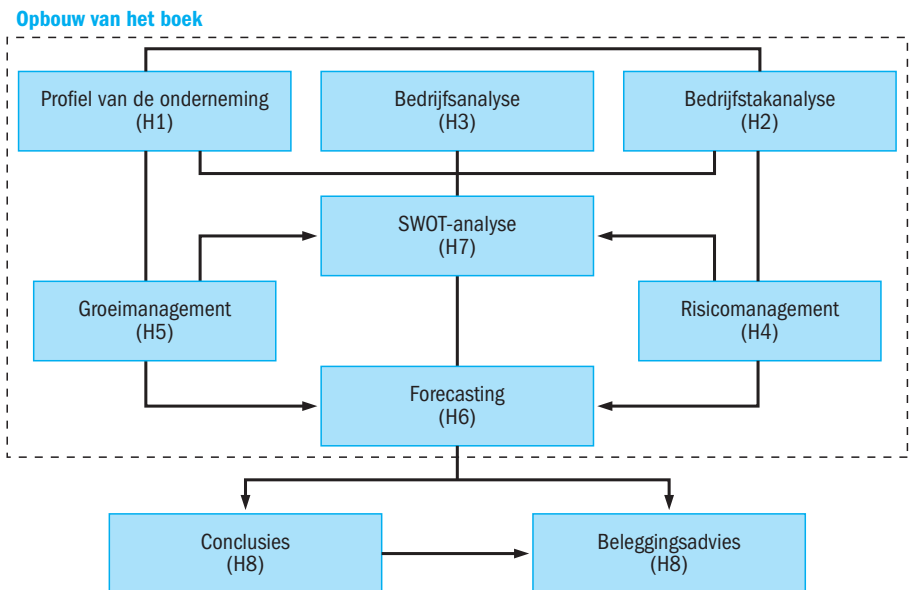 Opbouw van het boek
Profiel van de onderneming
(H1)
Bedrijfsanalyse
(H3)
Bedrijfstakanalyse
(H2)
SWOT-analyse
(H7)
Groeimanagement
(H5)
Risicomanagement
(H4)
Forecasting
(H6)
Conclusies
(H8)
Beleggingsadvies
(H8)